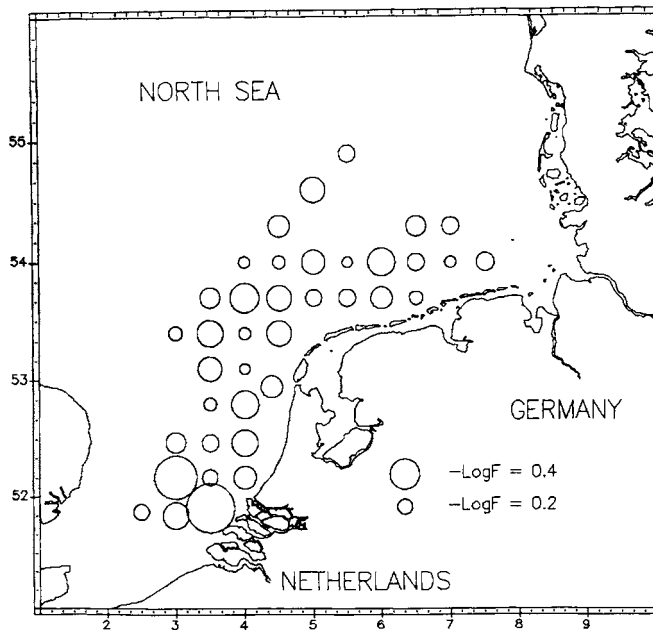 NORTH SEA
55
54
53
GERMANY
-LogF = 0.4
52
-LogF = 0.2
NETHERLANDS
2 3 4 5 6 7 8 9